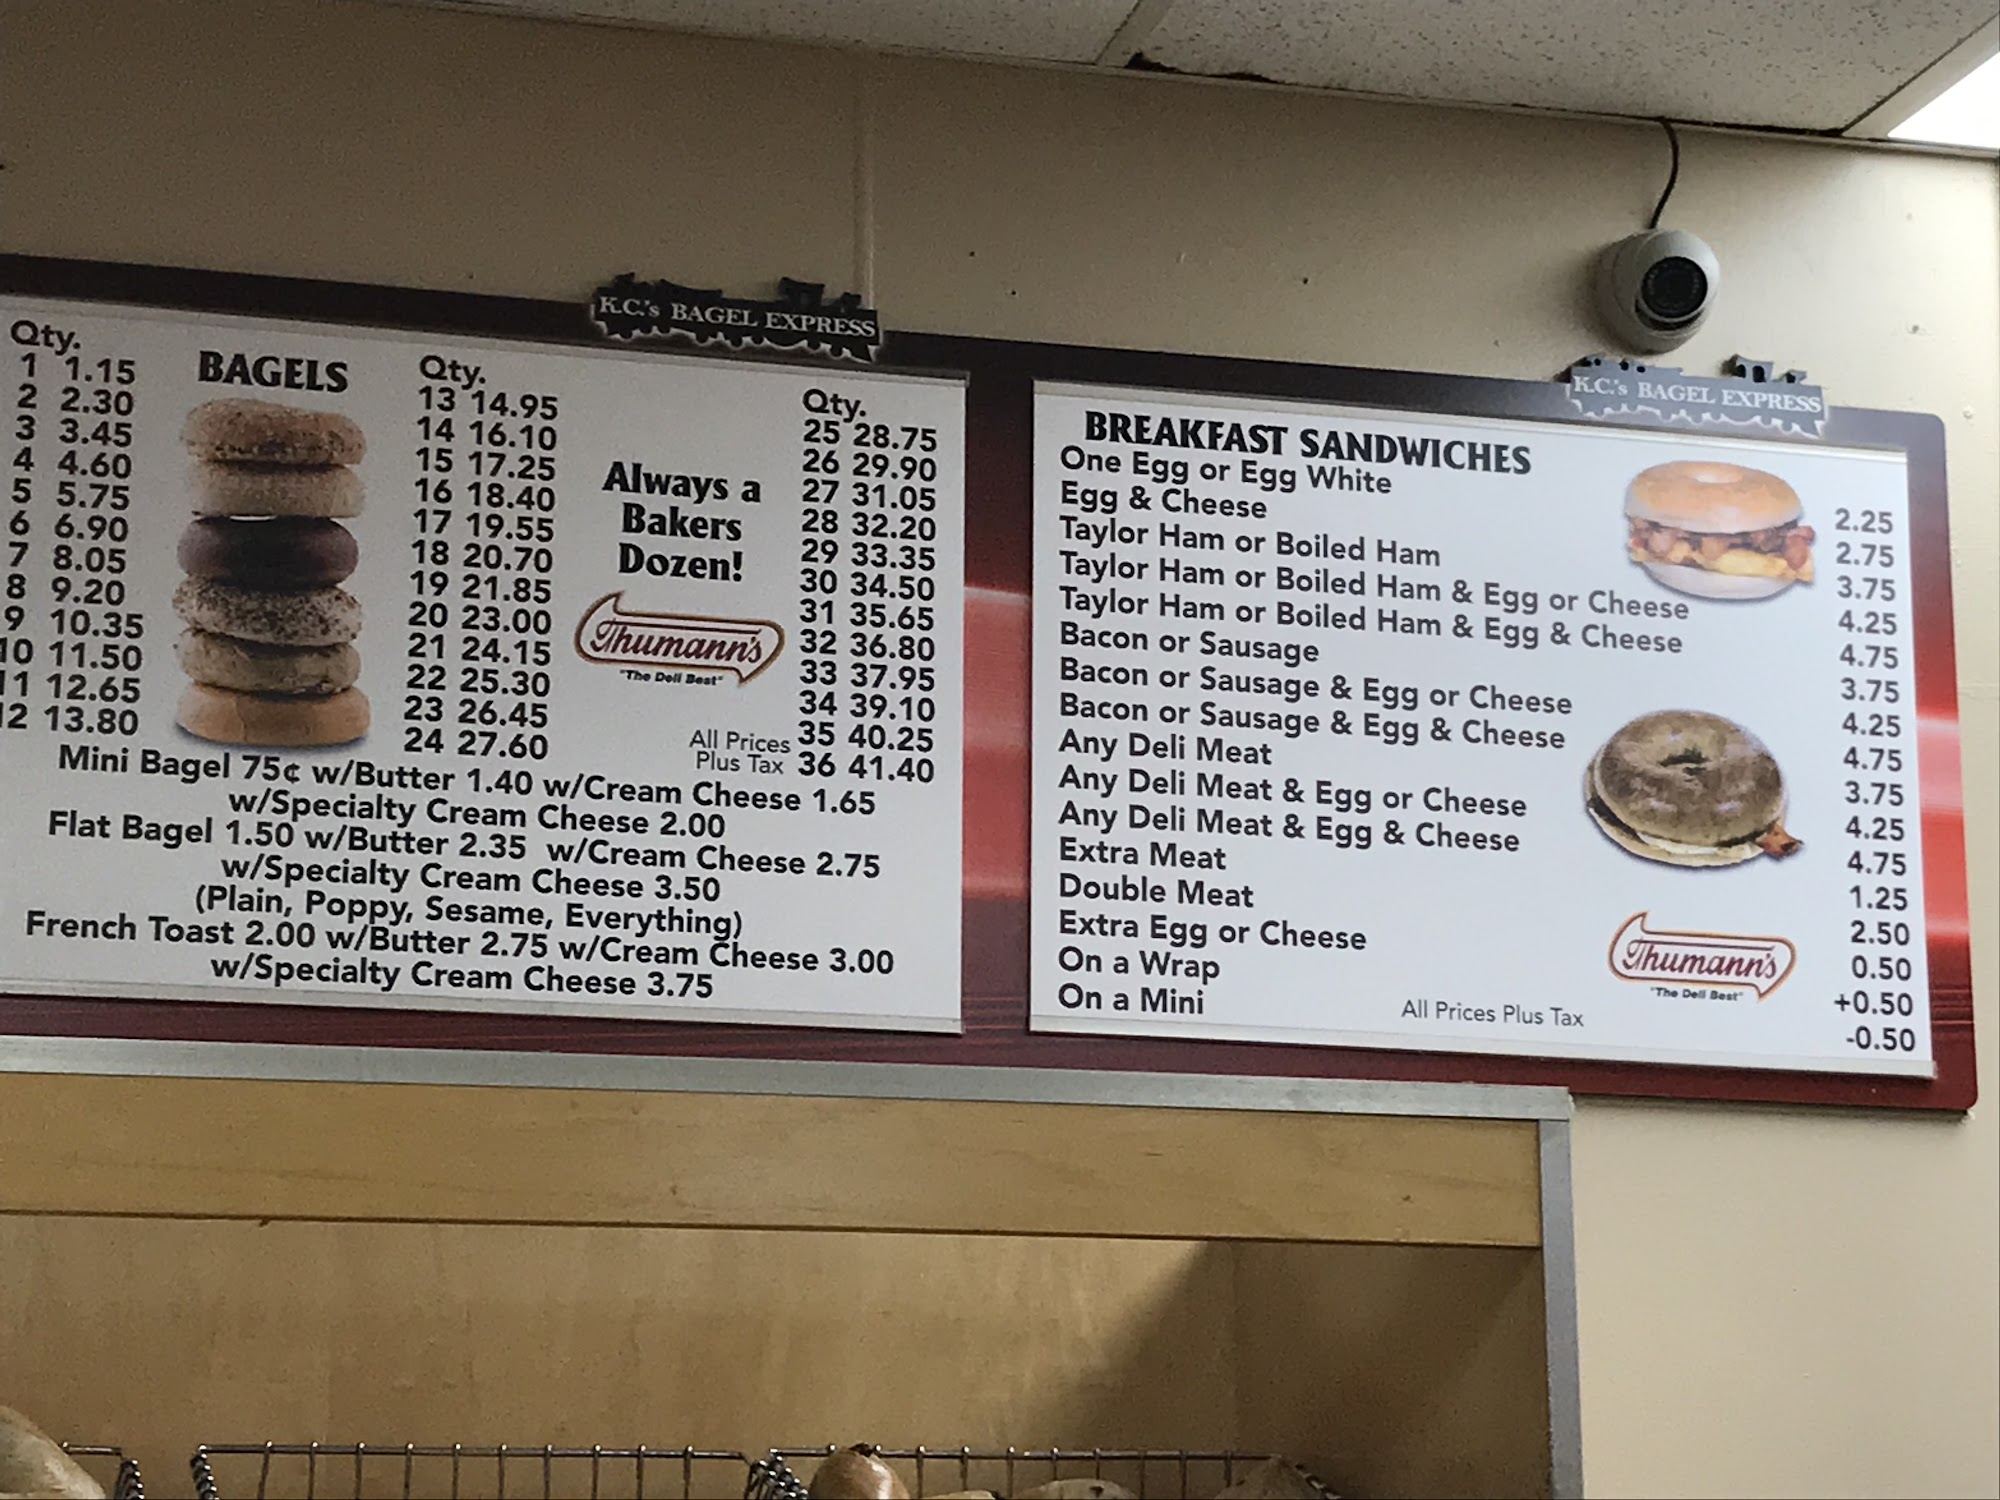 K.C.'s BAGEL EXPRESS
BAGELS
Qty.
1 1.15
2 2.30
3 3.45
4 4.60
5 5.75
6 6.90
7 8.05
8 9.20
9 10.35
10 11.50
11 12.65
12 13.80
Qty.
13 14.95
14 16.10
15 17.25
16 18.40
17 19.55
18 20.70
19 21.85
20 23.00
21 24.15
22 25.30
23 26.45
24 27.60
Always a
Bakers
Dozen!
Thumann's
"The Deli Best"
All Prices
Plus Tax
Qty.
25 28.75
26 29.90
27 31.05
28 32.20
29 33.35
30 34.50
31 35.65
32 36.80
33 37.95
34 39.10
35 40.25
36 41.40
Mini Bagel 75¢ w/Butter 1.40 w/Cream Cheese 1.65
w/Specialty Cream Cheese 2.00
Flat Bagel 1.50 w/Butter 2.35 w/Cream Cheese 2.75
w/Specialty Cream Cheese 3.50
(Plain, Poppy, Sesame, Everything)
French Toast 2.00 w/Butter 2.75 w/Cream Cheese 3.00
w/Specialty Cream Cheese 3.75
K.C.'s BAGEL EXPRESS
BREAKFAST SANDWICHES
One Egg or Egg White 2.25
Egg & Cheese 2.75
Taylor Ham or Boiled Ham 3.75
Taylor Ham or Boiled Ham & Egg or Cheese 4.25
Taylor Ham or Boiled Ham & Egg & Cheese 4.75
Bacon or Sausage 3.75
Bacon or Sausage & Egg or Cheese 4.25
Bacon or Sausage & Egg & Cheese 4.75
Any Deli Meat 3.75
Any Deli Meat & Egg or Cheese 4.25
Any Deli Meat & Egg & Cheese 4.75
Extra Meat 1.25
Double Meat 2.50
Extra Egg or Cheese 0.50
On a Wrap +0.50
On a Mini -0.50
All Prices Plus Tax
Thumann's
"The Deli Best"